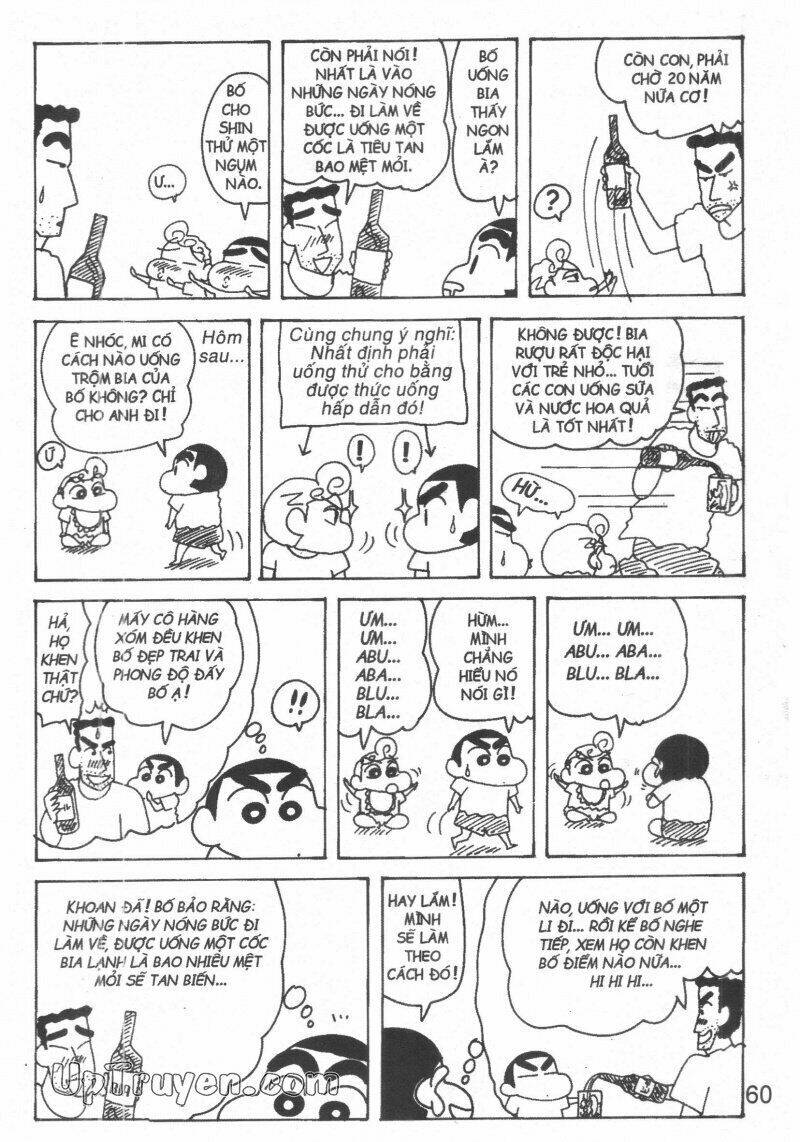 CÒN CON, PHẢI
CHỜ 20 NĂM
NỮA CƠ!
?
BỐ
UỐNG
BIA
THẤY
NGON
LẮM
À?
CÒN PHẢI NÓI!
NHẤT LÀ VÀO
NHỮNG NGÀY NÓNG
BỨC... ĐI LÀM VỀ
ĐƯỢC UỐNG MỘT
CỐC LÀ TIÊU TAN
BAO MỆT MỎI.
BỐ
CHO
SHIN
THỬ MỘT
NGỤM
NÀO.
Ư...
KHÔNG ĐƯỢC! BIA
RƯỢU RẤT ĐỘC HẠI
VỚI TRẺ NHỎ... TUỔI
CÁC CON UỐNG SỮA
VÀ NƯỚC HOA QUẢ
LÀ TỐT NHẤT!
HỪ...
Cùng chung ý nghĩ:
Nhất định phải
uống thử cho bằng
được thức uống
hấp dẫn đó!
!
!
Hôm
sau...
Ê NHÓC, MI CÓ
CÁCH NÀO UỐNG
TRỘM BIA CỦA
BỐ KHÔNG? CHỈ
CHO ANH ĐI!
Ứ
ƯM... ƯM...
ABU... ABA...
BLU... BLA...
HỪM...
MÌNH
CHẲNG
HIỂU NÓ
NÓI GÌ!
ƯM...
ƯM...
ABU...
ABA...
BLU...
BLA...
!!
MẤY CÔ HÀNG
XÓM ĐỀU KHEN
BỐ ĐẸP TRAI VÀ
PHONG ĐỘ ĐẤY
BỐ Ạ!
HẢ,
HỌ
KHEN
THẬT
CHỨ?
NÀO, UỐNG VỚI BỐ MỘT
LI ĐI... RỒI KỂ BỐ NGHE
TIẾP, XEM HỌ CÒN KHEN
BỐ ĐIỂM NÀO NỮA...
HI HI HI...
HAY LẮM!
MÌNH
SẼ LÀM
THEO
CÁCH ĐÓ!
KHOAN ĐÃ! BỐ BẢO RẰNG:
NHỮNG NGÀY NÓNG BỨC ĐI
LÀM VỀ, ĐƯỢC UỐNG MỘT CỐC
BIA LẠNH LÀ BAO NHIÊU MỆT
MỎI SẼ TAN BIẾN...
UpTruyen.com
60